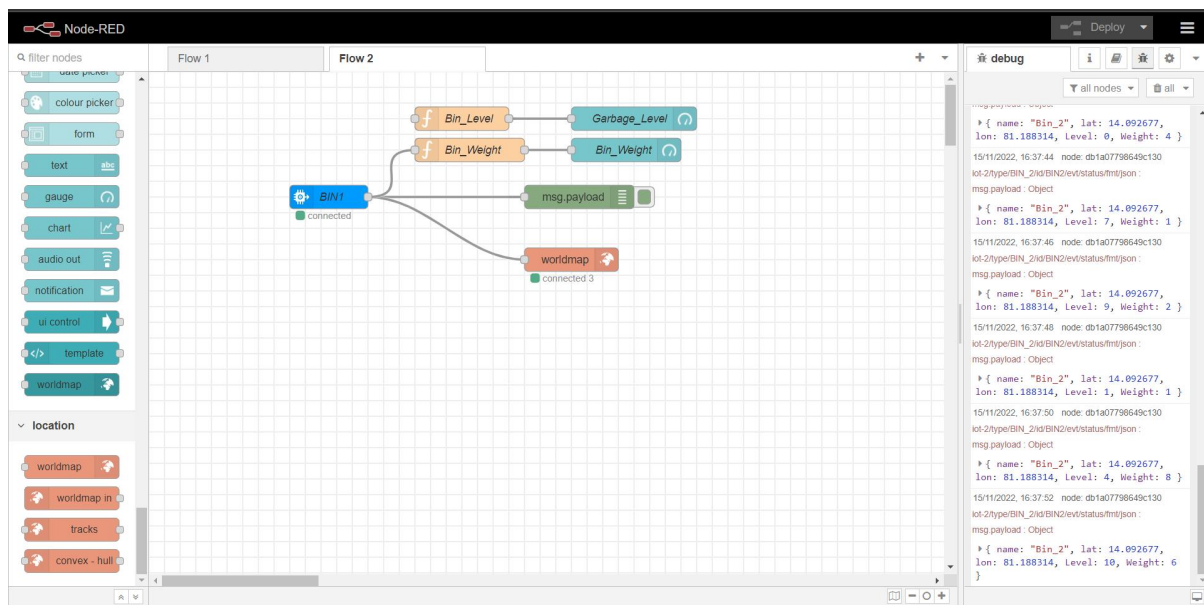 Node-RED
Deploy
filter nodes
date picker
colour picker
form
text
abc
gauge
chart
audio out
notification
ui control
</> template
worldmap
location
worldmap
worldmap in
tracks
convex - hull
Flow 1
Flow 2
f Bin_Level
Garbage_Level
f Bin_Weight
Bin_Weight
BIN1
connected
msg.payload
worldmap
connected 3
debug
i
all nodes
all
msg.payload : Object
{ name: "Bin_2", lat: 14.092677,
lon: 81.188314, Level: 0, Weight: 4 }
15/11/2022, 16:37:44 node: db1a07798649c130
iot-2/type/BIN_2/id/BIN2/evt/status/fmt/json :
msg.payload : Object
{ name: "Bin_2", lat: 14.092677,
lon: 81.188314, Level: 7, Weight: 1 }
15/11/2022, 16:37:46 node: db1a07798649c130
iot-2/type/BIN_2/id/BIN2/evt/status/fmt/json :
msg.payload : Object
{ name: "Bin_2", lat: 14.092677,
lon: 81.188314, Level: 9, Weight: 2 }
15/11/2022, 16:37:48 node: db1a07798649c130
iot-2/type/BIN_2/id/BIN2/evt/status/fmt/json :
msg.payload : Object
{ name: "Bin_2", lat: 14.092677,
lon: 81.188314, Level: 1, Weight: 1 }
15/11/2022, 16:37:50 node: db1a07798649c130
iot-2/type/BIN_2/id/BIN2/evt/status/fmt/json :
msg.payload : Object
{ name: "Bin_2", lat: 14.092677,
lon: 81.188314, Level: 4, Weight: 8 }
15/11/2022, 16:37:52 node: db1a07798649c130
iot-2/type/BIN_2/id/BIN2/evt/status/fmt/json :
msg.payload : Object
{ name: "Bin_2", lat: 14.092677,
lon: 81.188314, Level: 10, Weight: 6
}